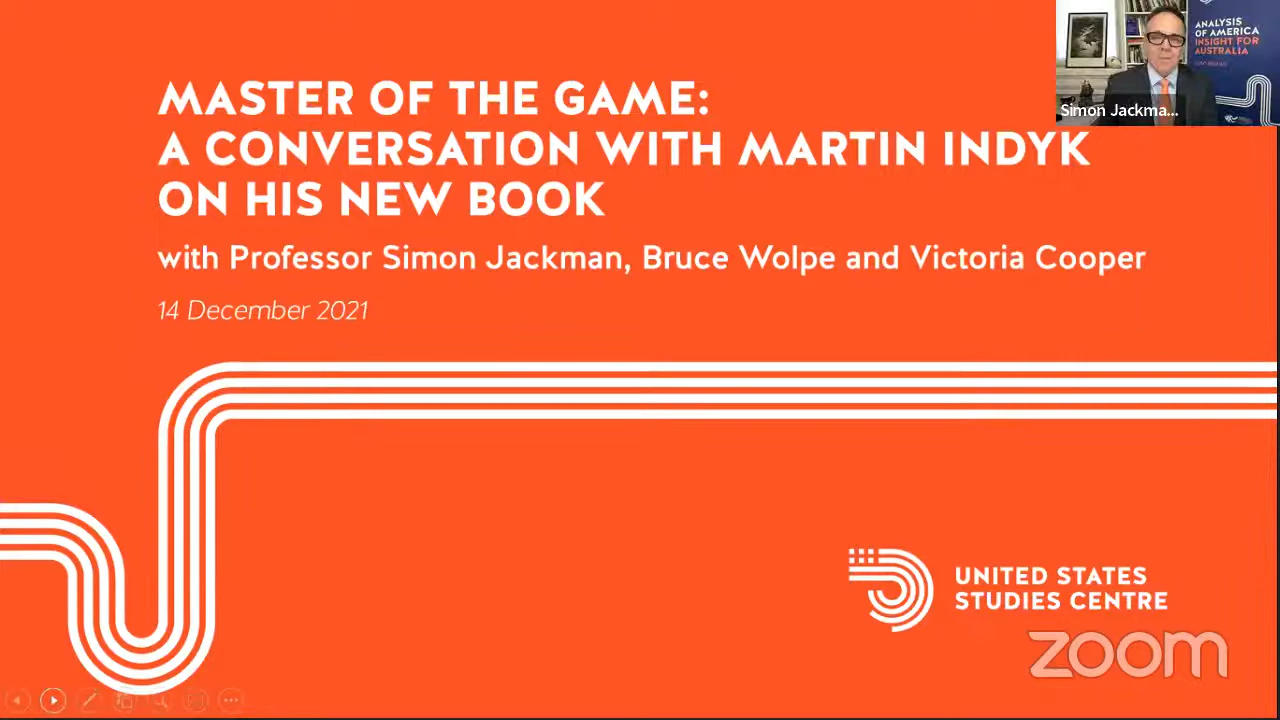 MASTER OF THE GAME:
A CONVERSATION WITH MARTIN INDYK
ON HIS NEW BOOK
with Professor Simon Jackman, Bruce Wolpe and Victoria Cooper
14 December 2021
ANALYSIS
OF AMERICA
INSIGHT FOR
AUSTRALIA
Simon Jackma...
UNITED STATES
STUDIES CENTRE
zoom